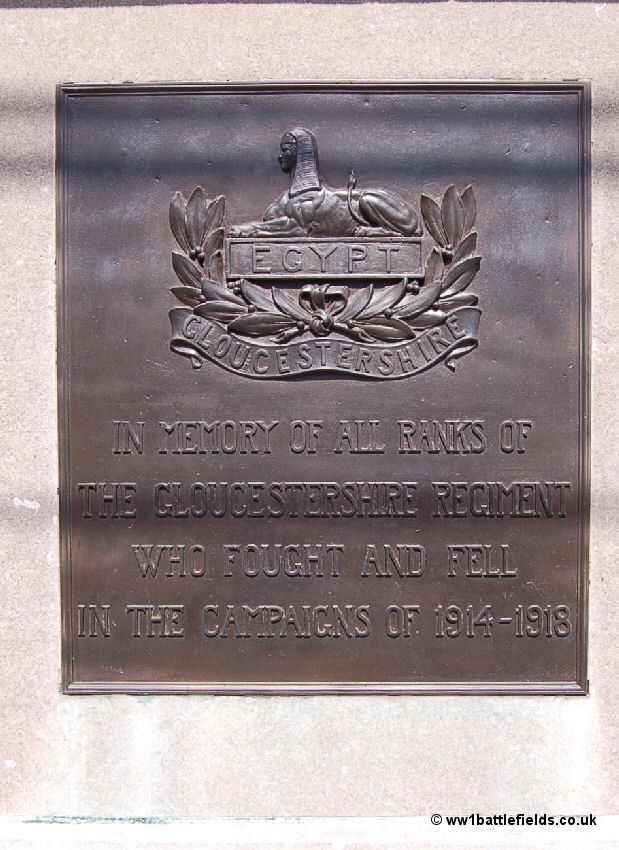 EGYPT
GLOUCESTERSHIRE
IN MEMORY OF ALL RANKS OF
THE GLOUCESTERSHIRE REGIMENT
WHO FOUGHT AND FELL
IN THE CAMPAIGNS OF 1914-1918
© ww1battlefields.co.uk